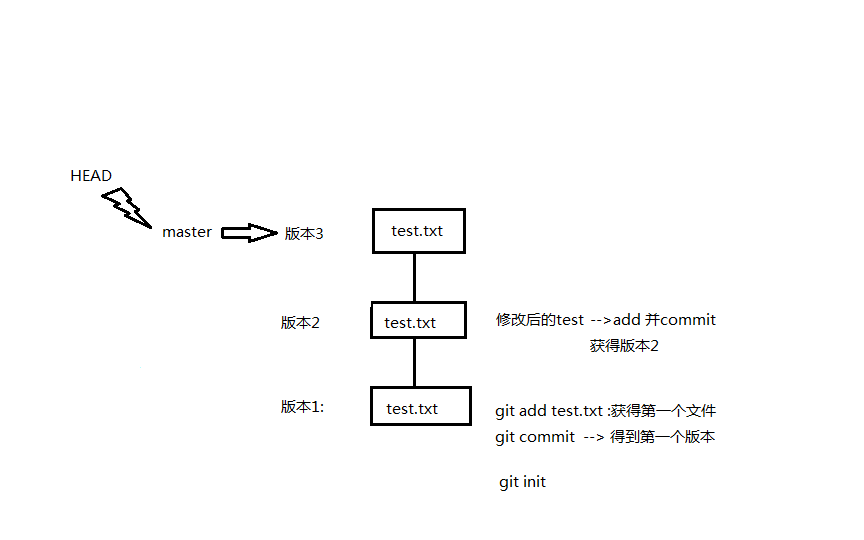 HEAD
master
版本3
test.txt
版本2
test.txt
修改后的test -->add 并commit
获得版本2
版本1:
test.txt
git add test.txt :获得第一个文件
git commit --> 得到第一个版本
git init